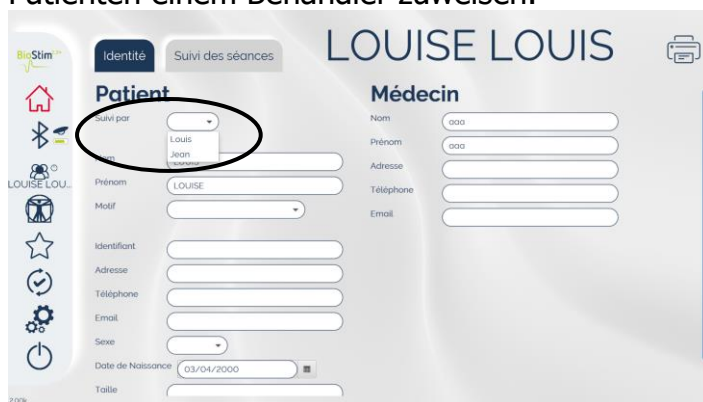 Patienten einem Behandler zuweisen.
LOUISE LOUIS
BioStim
Identité
Suivi des séances
Patient
Suivi par
Louis
Jean
Nom
LOUIS
Prénom
LOUISE
Motif
Identifiant
Adresse
Téléphone
Email
Sexe
Date de Naissance
03/04/2000
Taille
Médecin
Nom
aaa
Prénom
aaa
Adresse
Téléphone
Email
LOUISE LOU..